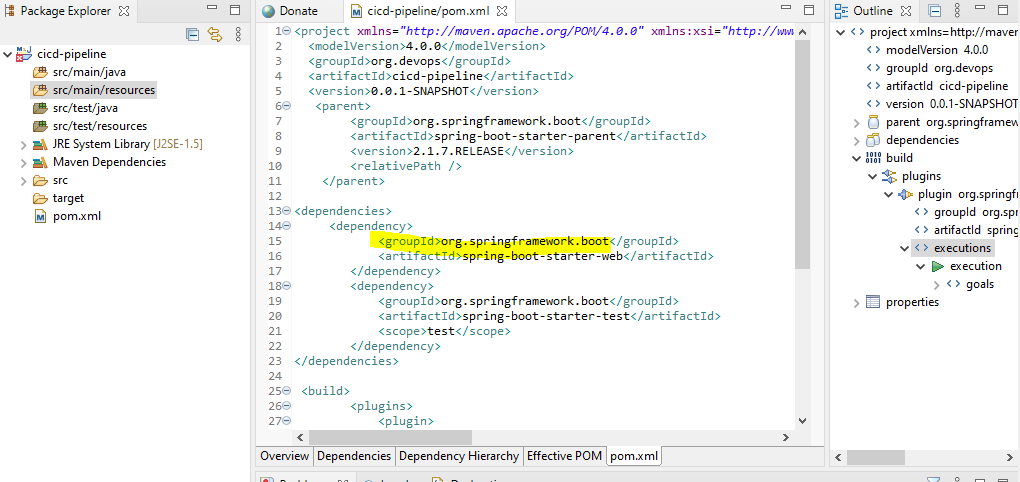 Package Explorer
cicd-pipeline
src/main/java
src/main/resources
src/test/java
src/test/resources
JRE System Library [J2SE-1.5]
Maven Dependencies
src
target
pom.xml
Donate
cicd-pipeline/pom.xml
1 <project xmlns="http://maven.apache.org/POM/4.0.0" xmlns:xsi="http://www
2 <modelVersion>4.0.0</modelVersion>
3 <groupId>org.devops</groupId>
4 <artifactId>cicd-pipeline</artifactId>
5 <version>0.0.1-SNAPSHOT</version>
6 <parent>
7 <groupId>org.springframework.boot</groupId>
8 <artifactId>spring-boot-starter-parent</artifactId>
9 <version>2.1.7.RELEASE</version>
10 <relativePath />
11 </parent>
12
13 <dependencies>
14 <dependency>
15 <groupId>org.springframework.boot</groupId>
16 <artifactId>spring-boot-starter-web</artifactId>
17 </dependency>
18 <dependency>
19 <groupId>org.springframework.boot</groupId>
20 <artifactId>spring-boot-starter-test</artifactId>
21 <scope>test</scope>
22 </dependency>
23 </dependencies>
24
25 <build>
26 <plugins>
27 <plugin>
Overview Dependencies Dependency Hierarchy Effective POM pom.xml
Outline
project xmlns=http://maven
modelVersion 4.0.0
groupId org.devops
artifactId cicd-pipeline
version 0.0.1-SNAPSHOT
parent org.springframew
dependencies
build
plugins
plugin org.springf
groupId org.spr
artifactId spring
executions
execution
goals
properties